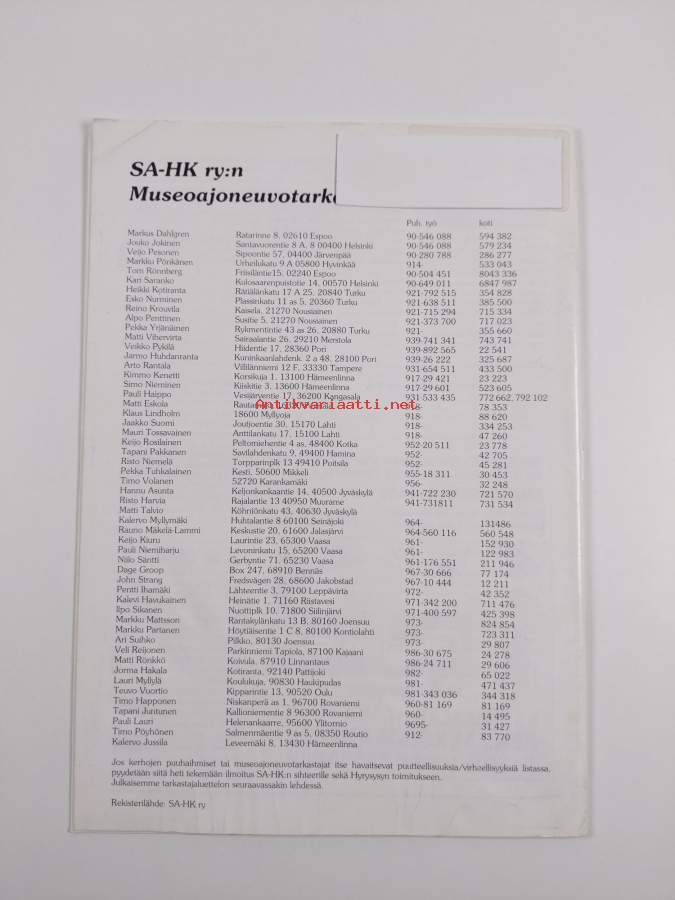 SA-HK ry:n
Museoajoneuvotark
Puh. työ koti
Markus Dahlgren Ratarinne 8, 02610 Espoo 90-546 088 594 382
Jouko Jokinen Santavuorentie 8 A, 8 00400 Helsinki 90-546 088 579 234
Veijo Pesonen Sipoontie 57, 04400 Järvenpää 90-280 788 286 277
Markku Pörikänen Urheilukatu 9 A 05800 Hyvinkää 914- 533 043
Tom Rönnberg Friisiläntie15, 02240 Espoo 90-504 451 8043 336
Kari Saranko Kulosaarenpuistotie 14, 00570 Helsinki 90-649 011 6847 987
Heikki Kotiranta Räntälänkatu 17 A 25, 20840 Turku 921-792 515 354 828
Esko Nurminen Plassinkatu 11 as 5, 20360 Turku 921-638 511 385 500
Reino Krouvila Kaisela, 21270 Nousiainen 921-715 294 715 334
Alpo Penttinen Susitie 5, 21270 Nousiainen 921-373 700 717 023
Pekka Yrjänäinen Rykmentintie 43 as 26, 20880 Turku 921- 355 660
Matti Vihervirta Sairaalantie 26, 29210 Merstola 939-741 341 743 741
Veikko Pykilä Hiidentie 17, 28360 Pori 939-892 565 22 541
Jarmo Huhdanranta Kuninkaanlahdenk. 2 a 48, 28100 Pori 939-26 222 325 687
Arto Rantala Villilänniemi 12 F, 33330 Tampere 931-654 511 433 500
Kimmo Kenetti Korsikuja 1, 13100 Hämeenlinna 917-29 421 23 223
Simo Nieminen Kiiskitie 3, 13600 Hämeenlinna 917-29 601 523 605
Pauli Haippo Vesijärventie 17, 36200 Kangasala 931-533 435 772 662, 792 102
Antikvariaatti.net
Matti Eskola 918- 78 353
Klaus Lindholm 18600 Myllyoja 918- 88 620
Jaakko Suomi Joutjoentie 30, 15170 Lahti 918- 334 253
Mauri Tossavainen Anttilankatu 17, 15100 Lahti 918- 47 260
Keijo Rosilainen Peltomiehentie 4 as, 48400 Kotka 952-20 511 23 778
Tapani Pakkanen Savilahdenkatu 9, 49400 Hamina 952- 42 705
Risto Niemelä Torpparinplk 13 49410 Poitsila 952- 45 281
Pekka Tuhkalainen Kesti, 50600 Mikkeli 955-18 311 30 453
Timo Volanen 52720 Karankamäki 956- 32 248
Hannu Asunta Keljonkankaantie 14, 40500 Jyväskylä 941-722 230 721 570
Risto Harvia Rajalantie 13 40950 Muurame 941-731811 731 534
Matti Talvio Köhniönkatu 43, 40630 Jyväskylä
Kalervo Myllymäki Huhtalantie 8 60100 Seinäjoki 964- 131486
Rauno Mäkelä-Lammi Keskustie 20, 61600 Jalasjärvi 964-560 116 560 548
Keijo Kiuru Laurintie 23, 65300 Vaasa 961- 152 930
Pauli Niemiharju Levoninkatu 15, 65200 Vaasa 961- 122 983
Niilo Säntti Gerbyntie 71, 65230 Vaasa 961-176 551 211 946
Dage Groop Box 247, 68910 Bennäs 967-30 666 77 174
John Strang Fredsvägen 28, 68600 Jakobstad 967-10 444 12 211
Pentti Ihamäki Lähteentie 3, 79100 Leppävirta 972- 42 352
Kalevi Havukainen Heinätie 1, 71160 Riistavesi 971-342 200 711 476
Ilpo Sikanen Nuottiplk 10, 71800 Siilinjärvi 971-400 597 425 398
Markku Mattsson Rantakylänkatu 13 B, 80160 Joensuu 973- 824 854
Markku Partanen Höytiäisentie 1 C 8, 80100 Kontiolahti 973- 723 311
Ari Suihko Pilkko, 80130 Joensuu 973- 29 807
Veli Reijonen Parkinniemi Tapiola, 87100 Kajaani 986-30 675 24 278
Matti Rönkkö Koivula, 87910 Linnantaus 986-24 711 29 606
Jorma Hakala Kotiranta, 92140 Pattijoki 982- 65 022
Lauri Myllylä Koulukuja, 90830 Haukipudas 981- 471 437
Teuvo Vuortio Kipparintie 13, 90520 Oulu 981-343 036 344 318
Timo Happonen Niskanperä as 1, 96700 Rovaniemi 960-81 169 81 169
Tapani Juntunen Kallioniementie 8 96300 Rovaniemi 960- 14 495
Pauli Lauri Helenankaarre, 95600 Ylitornio 9695- 31 427
Timo Pöyhönen Salmenmäentie 9 as 5, 08350 Routio 912- 83 770
Kalervo Jussila Leveemäki 8, 13430 Hämeenlinna
Jos kerhojen puuhaihmiset tai museoajoneuvotarkastajat itse havaitsevat puutteellisuuksia/virheellisyyksiä listassa,
pyydetään siitä heti tekemään ilmoitus SA-HK:n sihteerille sekä Hyrysysyn toimitukseen.
Julkaisemme tarkastajaluettelon seuraavassakin lehdessä.
Rekisterilähde: SA-HK ry